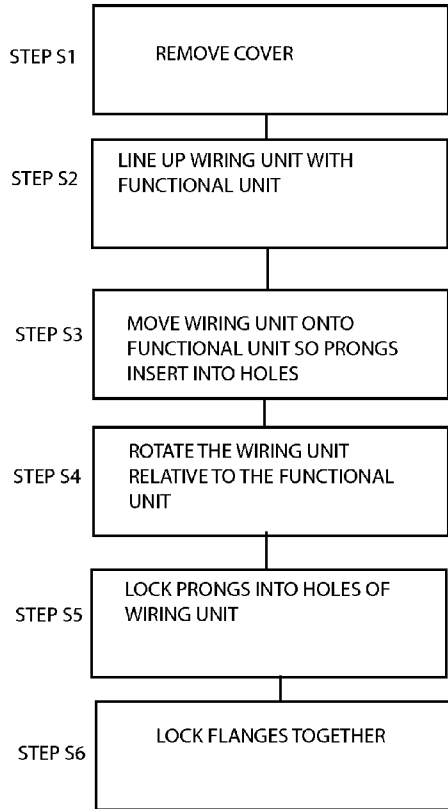 STEP S1
REMOVE COVER
STEP S2
LINE UP WIRING UNIT WITH
FUNCTIONAL UNIT
STEP S3
MOVE WIRING UNIT ONTO
FUNCTIONAL UNIT SO PRONGS
INSERT INTO HOLES
STEP S4
ROTATE THE WIRING UNIT
RELATIVE TO THE FUNCTIONAL
UNIT
STEP S5
LOCK PRONGS INTO HOLES OF
WIRING UNIT
STEP S6
LOCK FLANGES TOGETHER